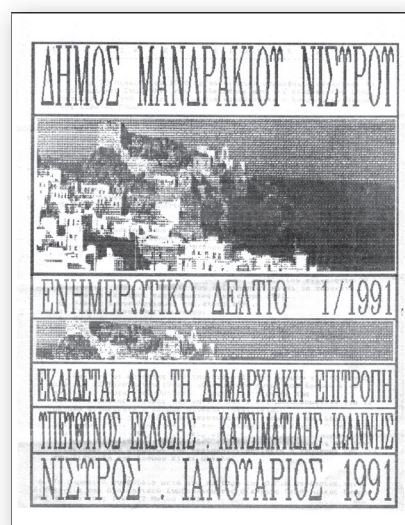 ΔΗΜΟΣ ΜΑΝΔΡΑΚΙΟΥ ΝΙΣΥΡΟΥ
ΕΝΗΜΕΡΩΤΙΚΟ ΔΕΛΤΙΟ 1/1991
ΕΚΔΙΔΕΤΑΙ ΑΠΟ ΤΗ ΔΗΜΑΡΧΙΑΚΗ ΕΠΙΤΡΟΠΗ
ΥΠΕΥΘΥΝΟΣ ΕΚΔΟΣΗΣ . ΚΑΤΣΙΜΑΤΙΔΗΣ ΙΩΑΝΝΗΣ
ΝΙΣΥΡΟΣ . ΙΑΝΟΥΑΡΙΟΣ 1991